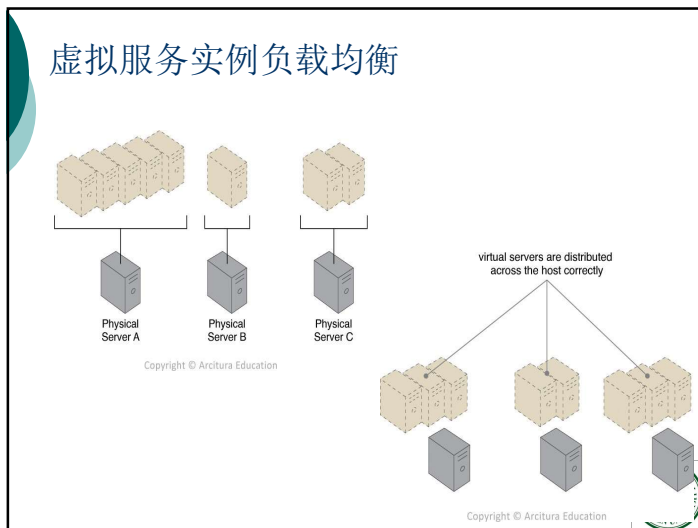 虚拟服务实例负载均衡
Physical
Server A
Physical
Server B
Physical
Server C
Copyright © Arcitura Education
virtual servers are distributed
across the host correctly
Copyright © Arcitura Education